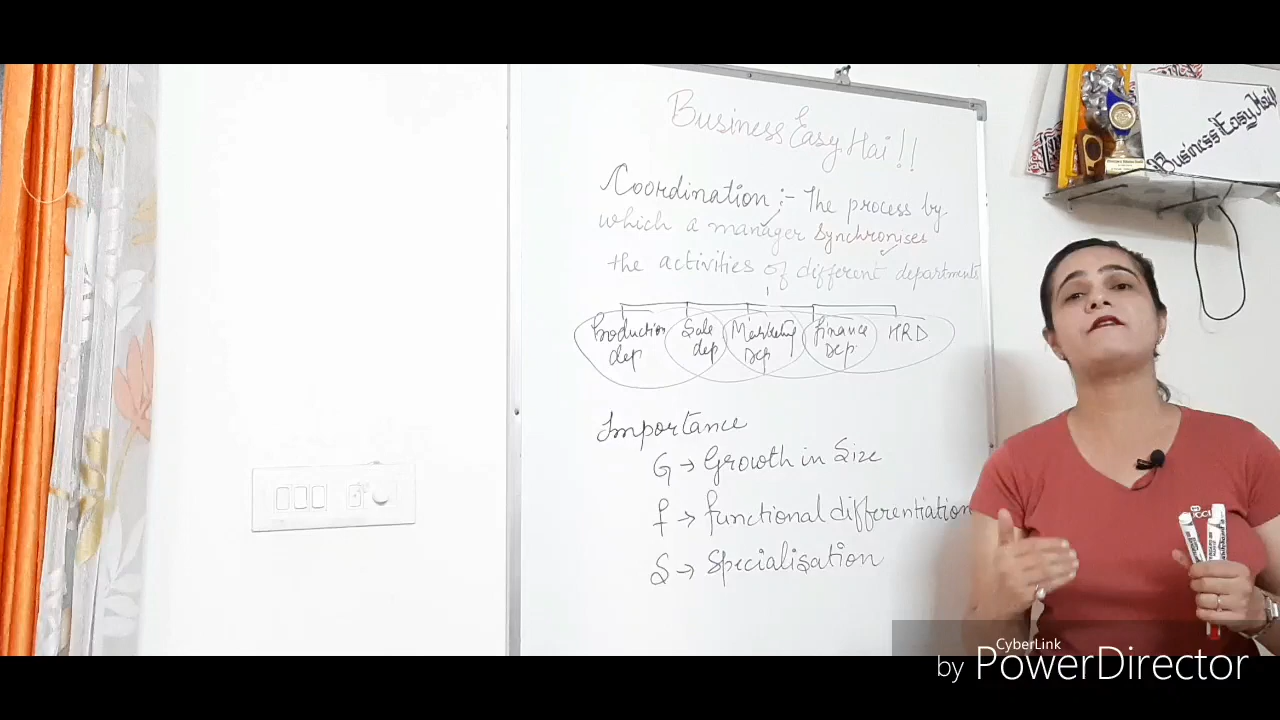 Business Easy Hai!!
Business Easy Hai!!
Coordination :- The process by
which a manager synchronises
the activities of different departments
Production dep
Sale dep
Marketing Dep
Finance Dep.
HRD
Importance
G → Growth in Size
f → functional differentiation
S → Specialisation
CyberLink
by PowerDirector